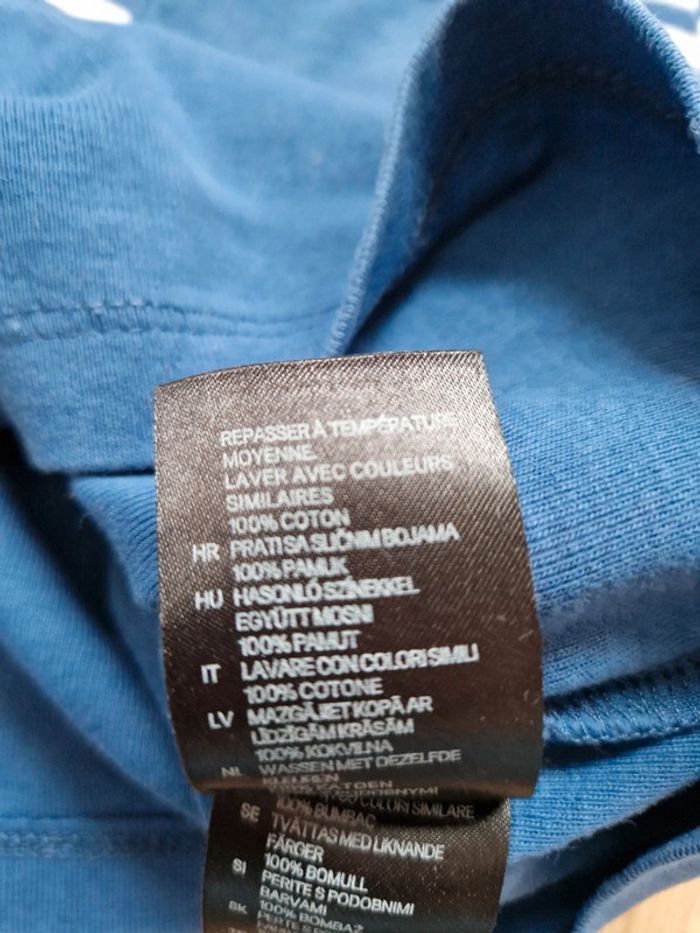 REPASSER À TEMPÉRATURE
MOYENNE
LAVER AVEC COULEURS
SIMILAIRES
100% COTON
HR PRATI SA SLIČNIM BOJAMA
100% PAMUK
HU HASONLÓ SZÍNEKKEL
EGYÜTT MOSNI
100% PAMUT
IT LAVARE CON COLORI SIMILI
100% COTONE
LV MAZGĀJIET KOPĀ AR
LĪDZĪGĀM KRĀSĀM
100% KOKVILNA
NL WASSEN MET DEZELFDE
COLORI SIMILARE
100% BUMBAC
SE TVÄTTAS MED LIKNANDE
FÄRGER
100% BOMULL
SI PERITE S PODOBNIMI
BARVAMI
SK 100% BOMBAŽ